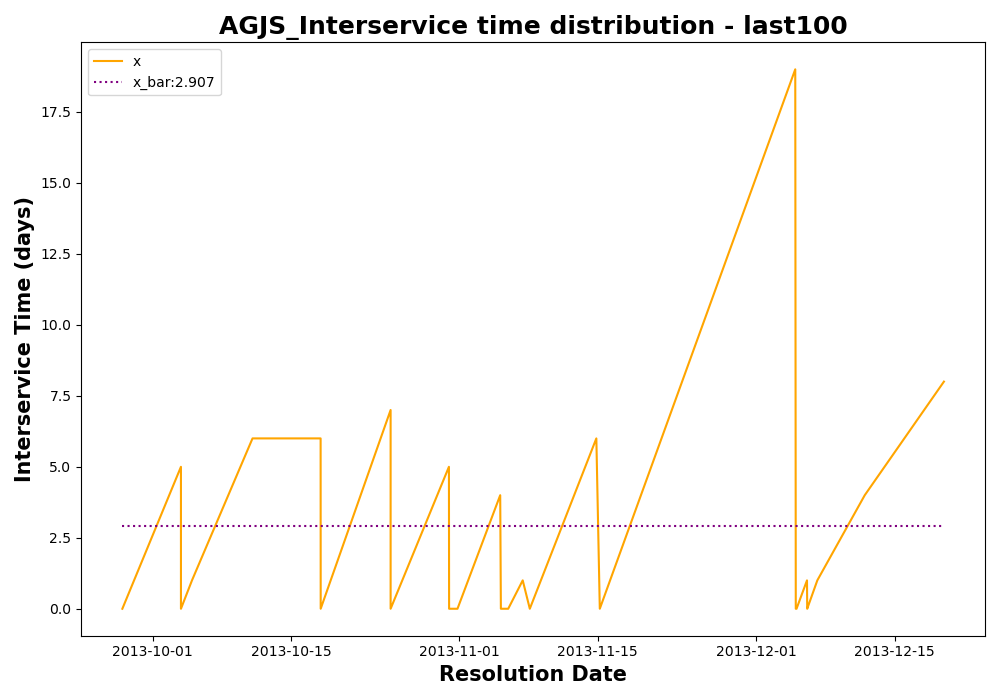 AGJS_Interservice time distribution - last100
x
x_bar:2.907
Interservice Time (days)
17.5
15.0
12.5
10.0
7.5
5.0
2.5
0.0
2013-10-01
2013-10-15
2013-11-01
2013-11-15
2013-12-01
2013-12-15
Resolution Date